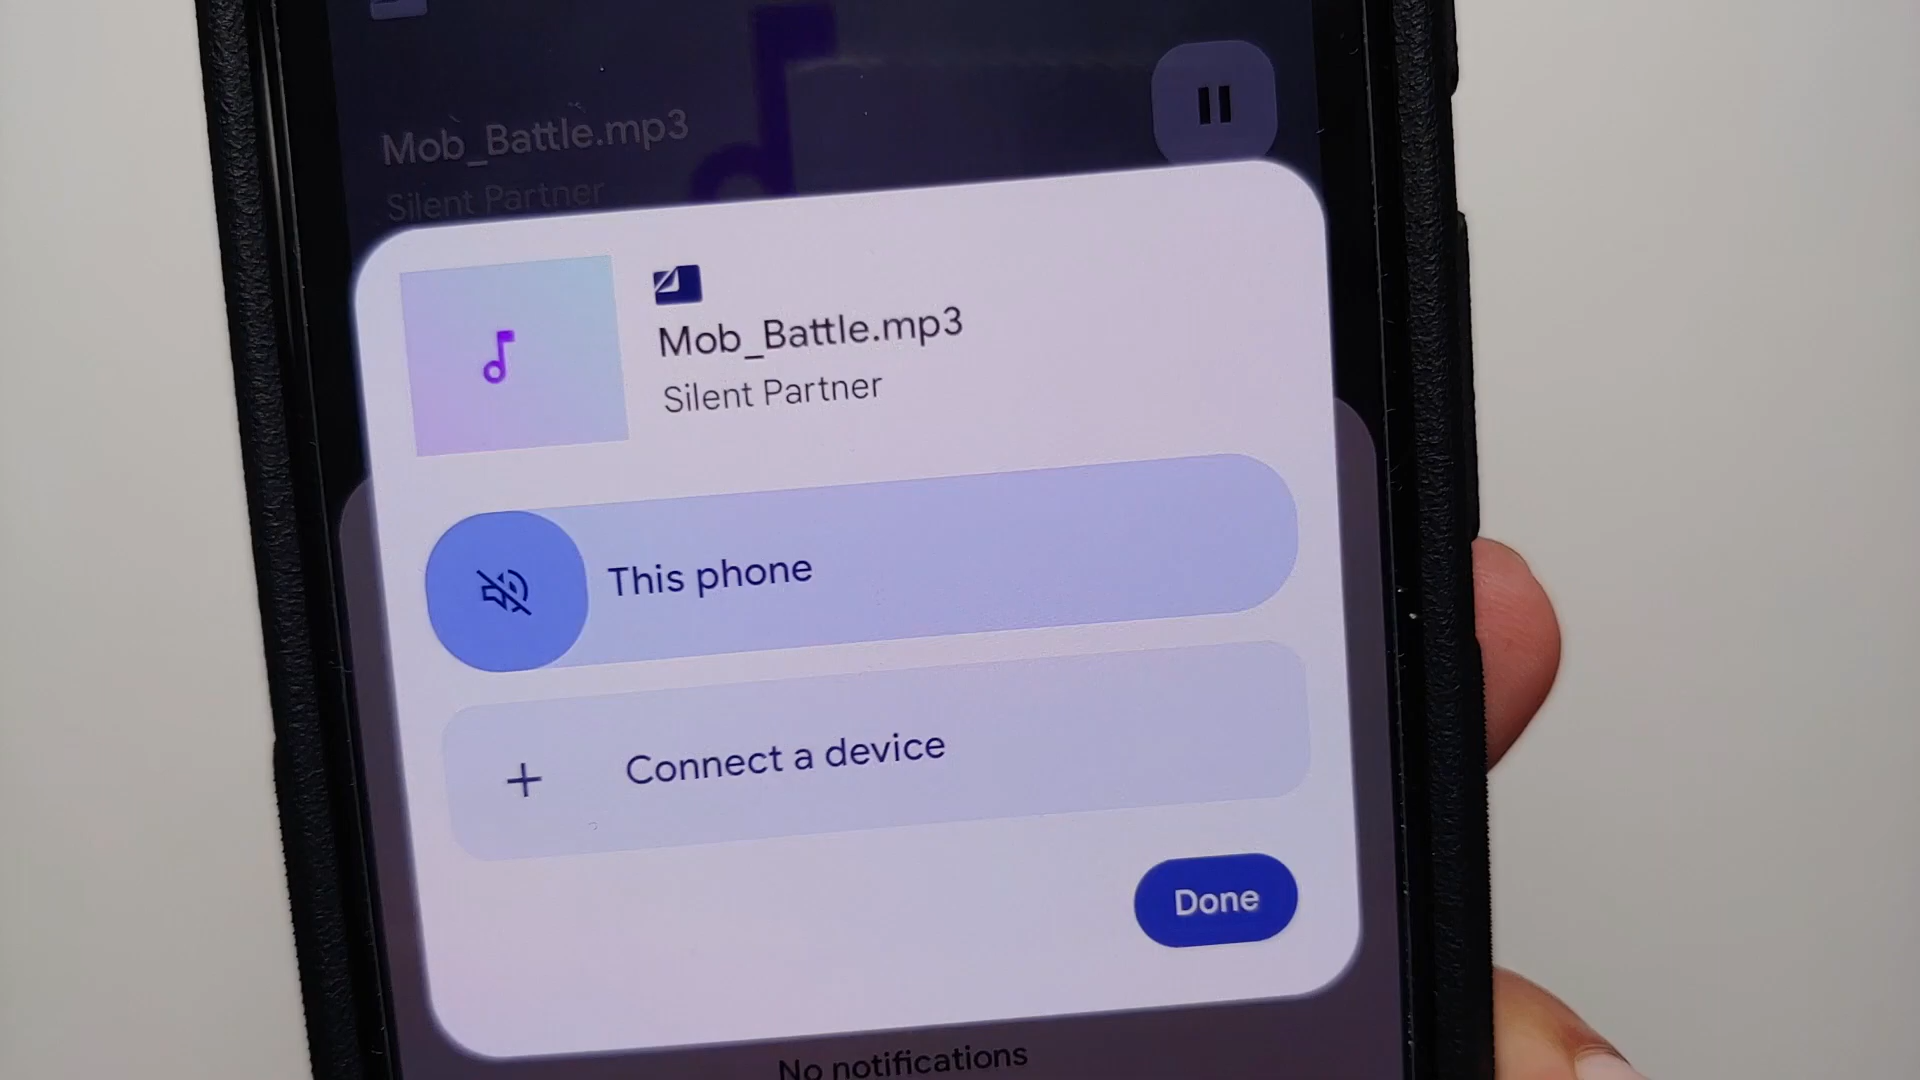 Mob_Battle.mp3
Silent Partner
Mob_Battle.mp3
Silent Partner
This phone
Connect a device
Done
No notifications